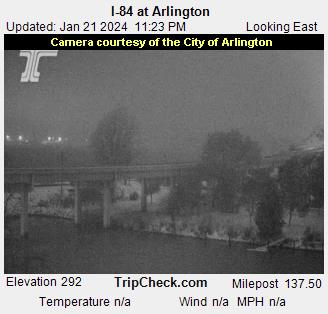 I-84 at Arlington
Updated: Jan 21 2024 11:23 PM Looking East
Camera courtesy of the City of Arlington
Elevation 292 TripCheck.com Milepost 137.50
Temperature n/a Wind n/a MPH n/a